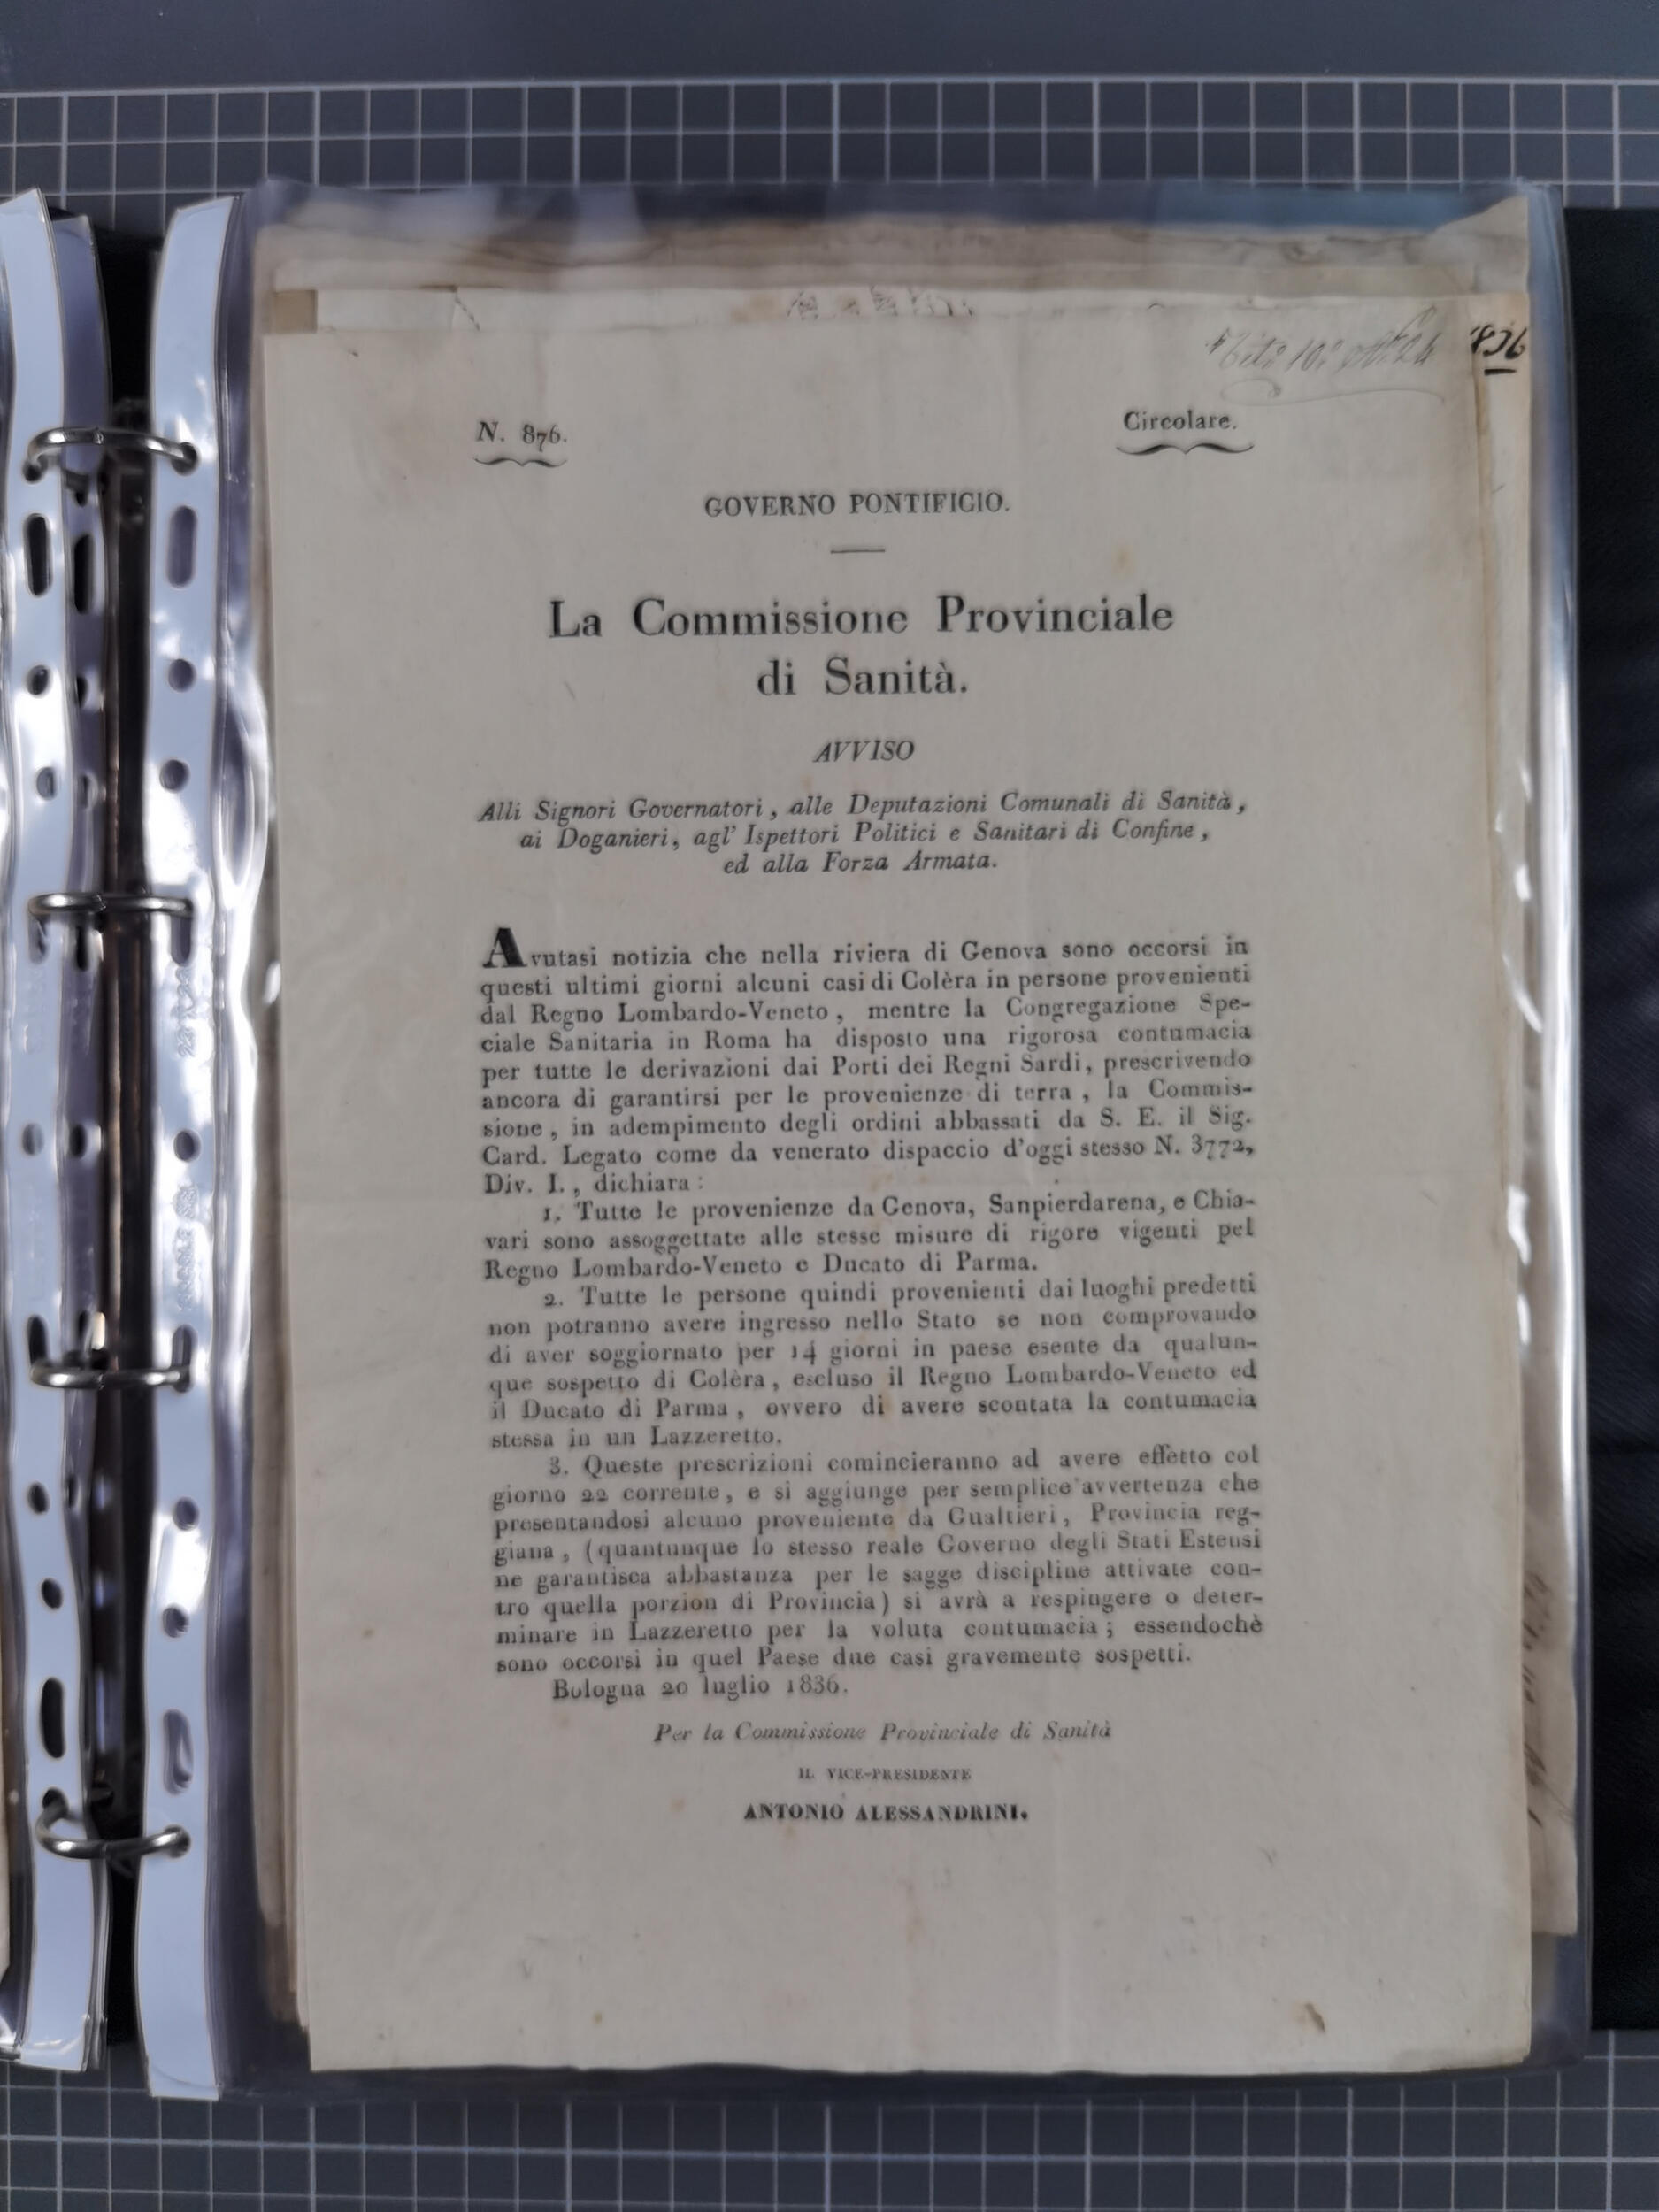 1836
Tit.° 10.°
N. 876.
Circolare.
GOVERNO PONTIFICIO.
La Commissione Provinciale
di Sanità.
AVVISO
Alli Signori Governatori, alle Deputazioni Comunali di Sanità,
ai Doganieri, agl' Ispettori Politici e Sanitari di Confine,
ed alla Forza Armata.
Avutasi notizia che nella riviera di Genova sono occorsi in
questi ultimi giorni alcuni casi di Colèra in persone provenienti
dal Regno Lombardo-Veneto, mentre la Congregazione Spe-
ciale Sanitaria in Roma ha disposto una rigorosa contumacia
per tutte le derivazioni dai Porti dei Regni Sardi, prescrivendo
ancora di garantirsi per le provenienze di terra, la Commis-
sione, in adempimento degli ordini abbassati da S. E. il Sig.
Card. Legato come da venerato dispaccio d'oggi stesso N. 3772,
Div. I., dichiara:
1. Tutte le provenienze da Genova, Sanpierdarena, e Chia-
vari sono assoggettate alle stesse misure di rigore vigenti pel
Regno Lombardo-Veneto e Ducato di Parma.
2. Tutte le persone quindi provenienti dai luoghi predetti
non potranno avere ingresso nello Stato se non comprovando
di aver soggiornato per 14 giorni in paese esente da qualun-
que sospetto di Colèra, escluso il Regno Lombardo-Veneto ed
il Ducato di Parma, ovvero di avere scontata la contumacia
stessa in un Lazzeretto.
3. Queste prescrizioni comincieranno ad avere effetto col
giorno 22 corrente, e si aggiunge per semplice avvertenza che
presentandosi alcuno proveniente da Gualtieri, Provincia reg-
giana, (quantunque lo stesso reale Governo degli Stati Estensi
ne garantisca abbastanza per le sagge discipline attivate con-
tro quella porzion di Provincia) si avrà a respingere o deter-
minare in Lazzeretto per la voluta contumacia; essendochè
sono occorsi in quel Paese due casi gravemente sospetti.
Bologna 20 luglio 1836.
Per la Commissione Provinciale di Sanità
IL VICE-PRESIDENTE
ANTONIO ALESSANDRINI.